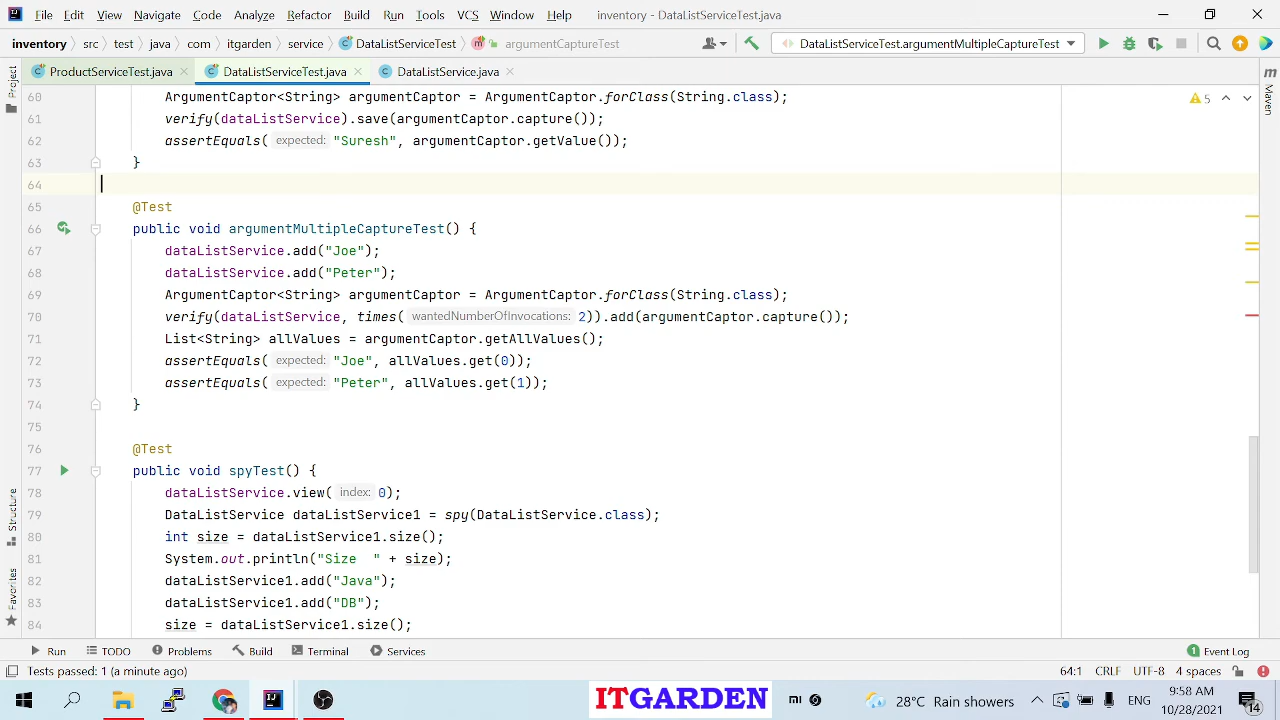 File Edit View Navigate Code Analyze Refactor Build Run Tools VCS Window Help inventory - DataListServiceTest.java
inventory src test java com itgarden service DataListServiceTest argumentCaptureTest DataListServiceTest.argumentMultipleCaptureTest
ProductServiceTest.java DataListServiceTest.java DataListService.java
Project
Maven
Structure
Favorites
60 ArgumentCaptor<String> argumentCaptor = ArgumentCaptor.forClass(String.class);
61 verify(dataListService).save(argumentCaptor.capture());
62 assertEquals( expected: "Suresh", argumentCaptor.getValue());
63 }
64
65 @Test
66 public void argumentMultipleCaptureTest() {
67 dataListService.add("Joe");
68 dataListService.add("Peter");
69 ArgumentCaptor<String> argumentCaptor = ArgumentCaptor.forClass(String.class);
70 verify(dataListService, times( wantedNumberOfInvocations: 2)).add(argumentCaptor.capture());
71 List<String> allValues = argumentCaptor.getAllValues();
72 assertEquals( expected: "Joe", allValues.get(0));
73 assertEquals( expected: "Peter", allValues.get(1));
74 }
75
76 @Test
77 public void spyTest() {
78 dataListService.view( index: 0);
79 DataListService dataListService1 = spy(DataListService.class);
80 int size = dataListService1.size();
81 System.out.println("Size  " + size);
82 dataListService1.add("Java");
83 dataListService1.add("DB");
84 size = dataListService1.size();
5
Run TODO Problems Build Terminal Services 1 Event Log
Tests passed: 1 (a minute ago) 64:1 CRLF UTF-8 4 spaces
ITGARDEN 28°C Rain showers ENG
:58 AM
10/28/2021
14